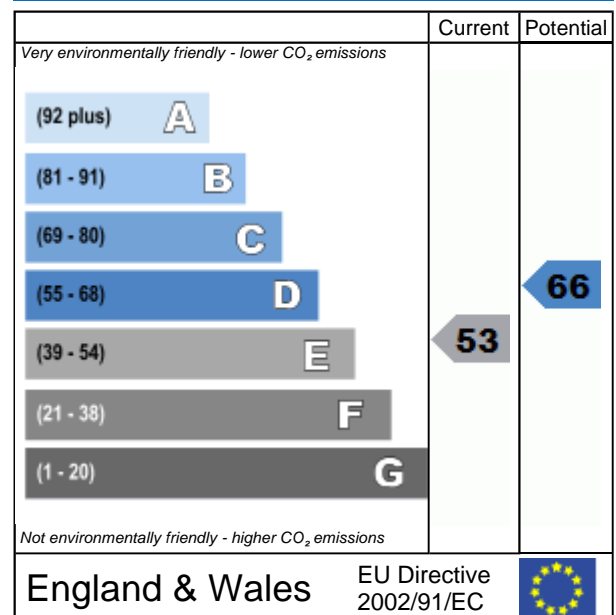 Current Potential
Very environmentally friendly - lower CO₂ emissions
(92 plus) A
(81 - 91) B
(69 - 80) C
(55 - 68) D
66
(39 - 54) E
53
(21 - 38) F
(1 - 20) G
Not environmentally friendly - higher CO₂ emissions
England & Wales
EU Directive
2002/91/EC